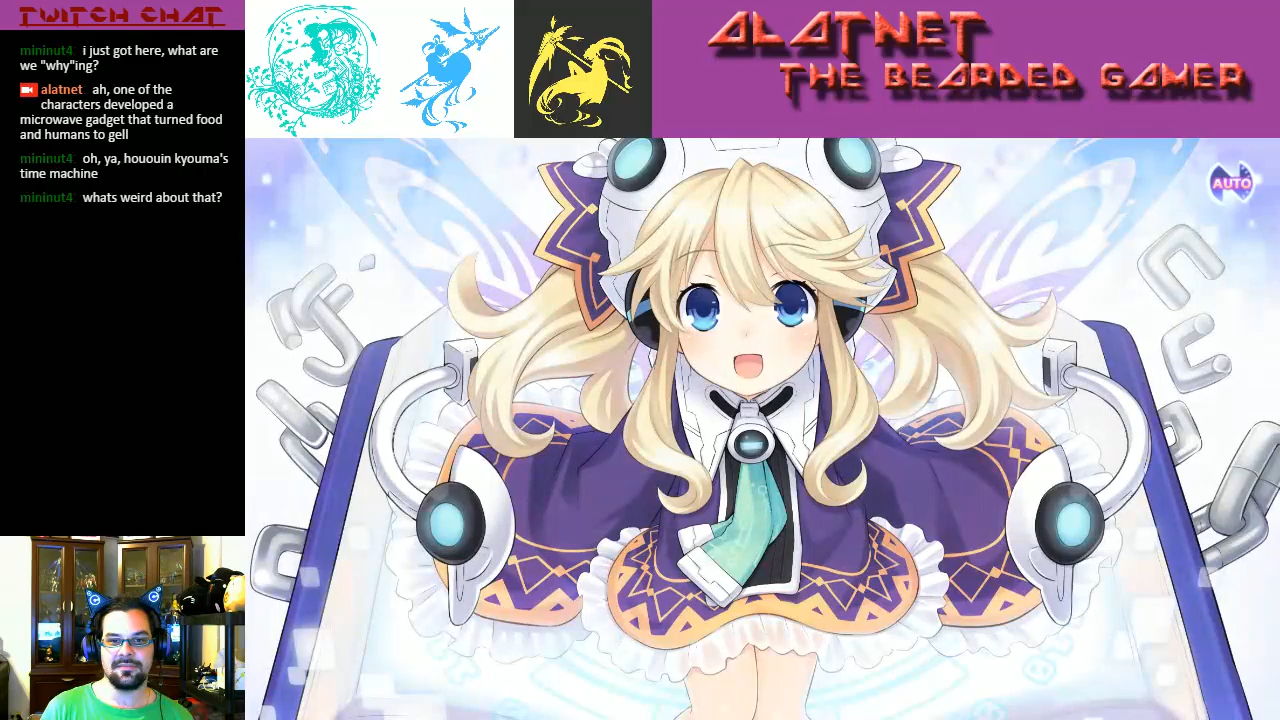 TWITCH CHAT
mininut4: i just got here, what are
we "why"ing?
alatnet: ah, one of the
characters developed a
microwave gadget that turned food
and humans to gell
mininut4: oh, ya, hououin kyouma's
time machine
mininut4: whats weird about that?
ALATNET
THE BEARDED GAMER
AUTO